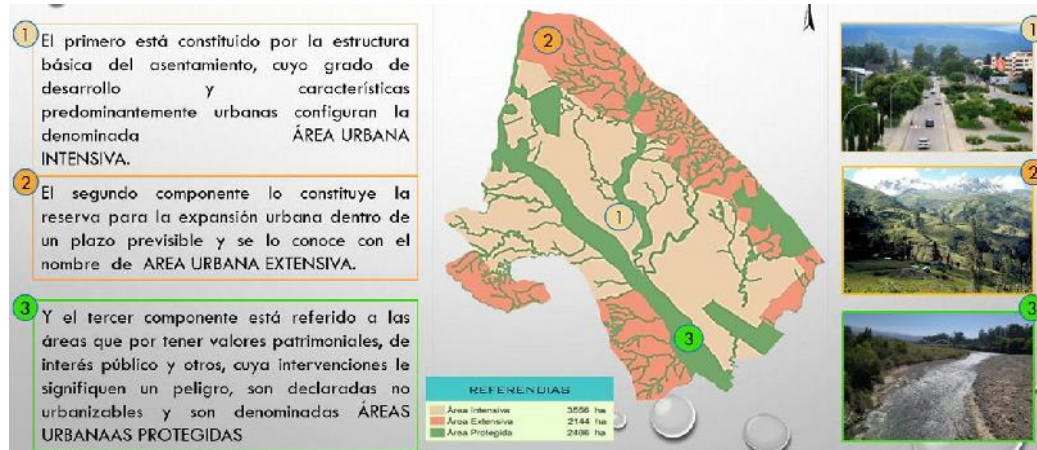 1
El primero está constituido por la estructura
básica del asentamiento, cuyo grado de
desarrollo y características
predominantemente urbanas configuran la
denominada ÁREA URBANA
INTENSIVA.
2
El segundo componente lo constituye la
reserva para la expansión urbana dentro de
un plazo previsible y se lo conoce con el
nombre de AREA URBANA EXTENSIVA.
3
Y el tercer componente está referido a las
áreas que por tener valores patrimoniales, de
interés público y otros, cuya intervenciones le
signifiquen un peligro, son declaradas no
urbanizables y son denominadas ÁREAS
URBANAAS PROTEGIDAS
2
1
3
REFERENDIAS
Área Intensiva 3556 ha
Área Extensiva 2144 ha
Área Protegida 2486 ha
1
2
3